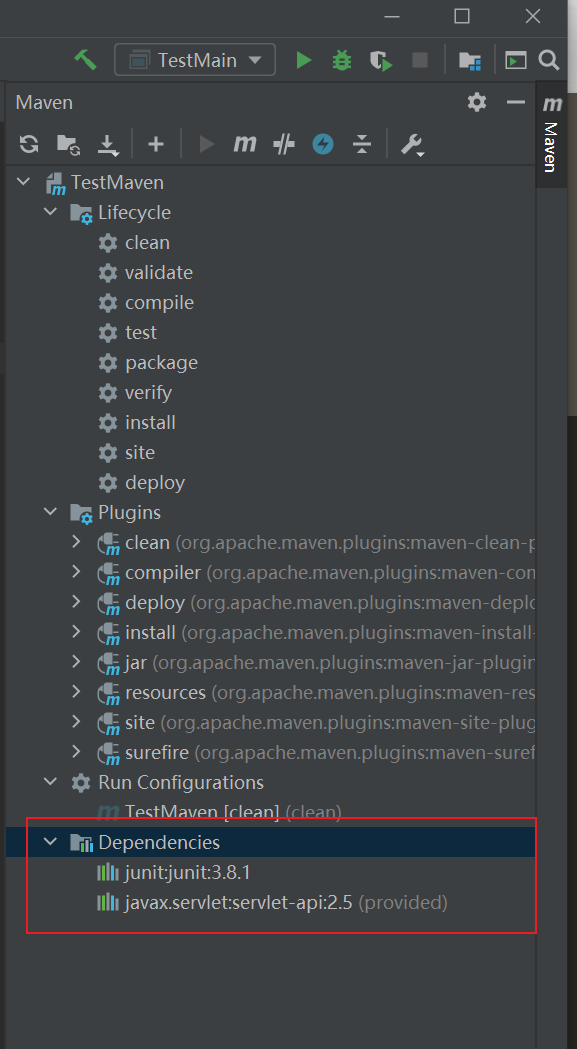 TestMain
Maven
m
m
Maven
TestMaven
Lifecycle
clean
validate
compile
test
package
verify
install
site
deploy
Plugins
clean (org.apache.maven.plugins:maven-clean-p
compiler (org.apache.maven.plugins:maven-con
deploy (org.apache.maven.plugins:maven-deplo
install (org.apache.maven.plugins:maven-install-
jar (org.apache.maven.plugins:maven-jar-plugin
resources (org.apache.maven.plugins:maven-res
site (org.apache.maven.plugins:maven-site-plug
surefire (org.apache.maven.plugins:maven-suref
Run Configurations
m TestMaven [clean] (clean)
Dependencies
junit:junit:3.8.1
javax.servlet:servlet-api:2.5 (provided)